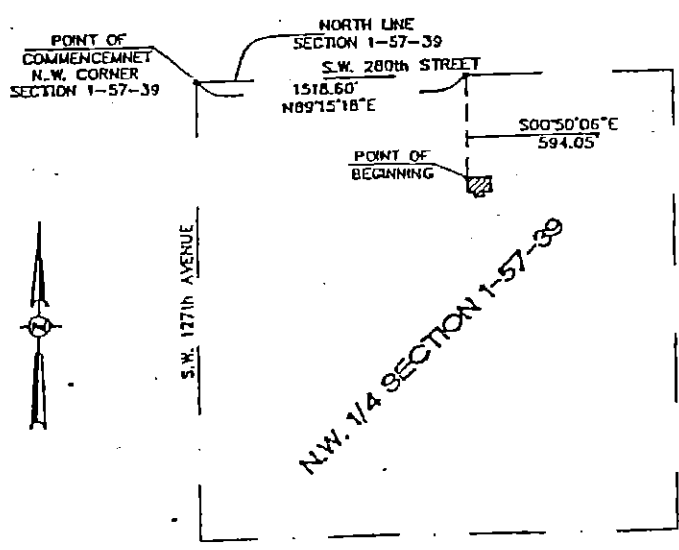 POINT OF
COMMENCEMNET
N.W. CORNER
SECTION 1-57-39
NORTH LINE
SECTION 1-57-39
S.W. 280th STREET
1518.60'
N89°15'18"E
S00°50'06"E
594.05'
POINT OF
BEGINNING
S.W. 127th AVENUE
N.W. 1/4 SECTION 1-57-39